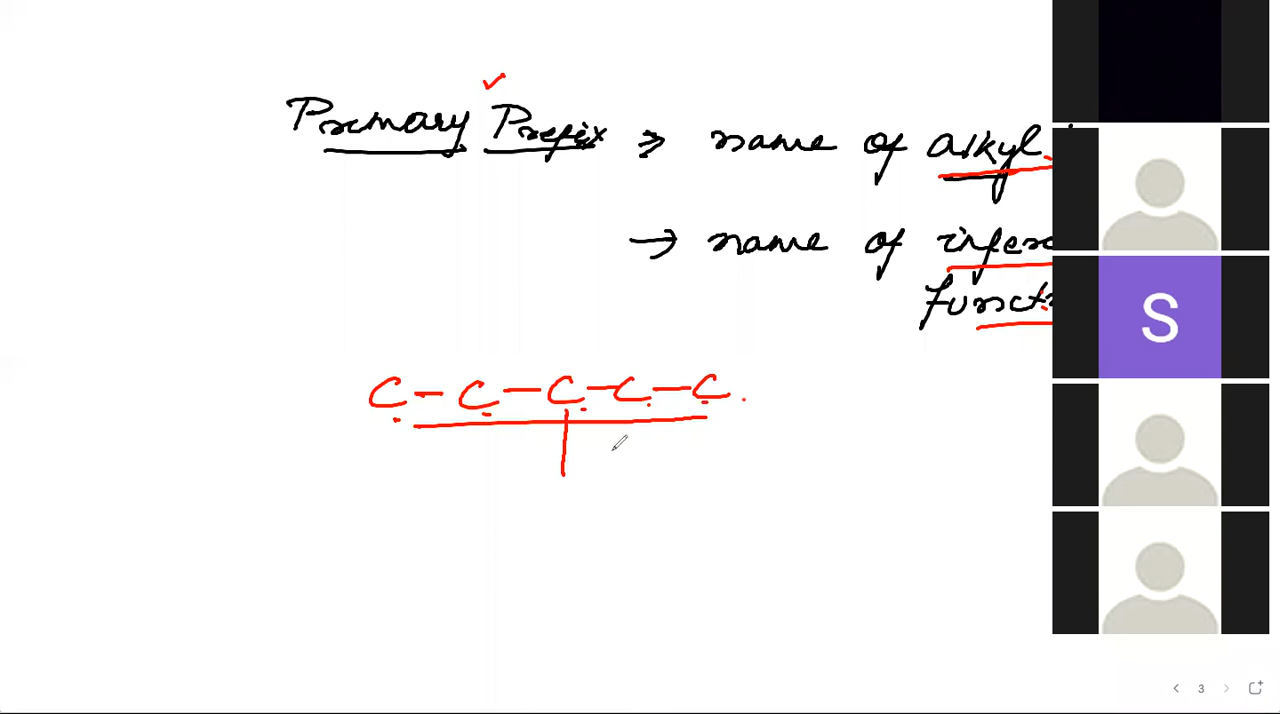 Primary Prefix ⇒ name of alkyl
→ name of
C - C - C - C - C.
S
3